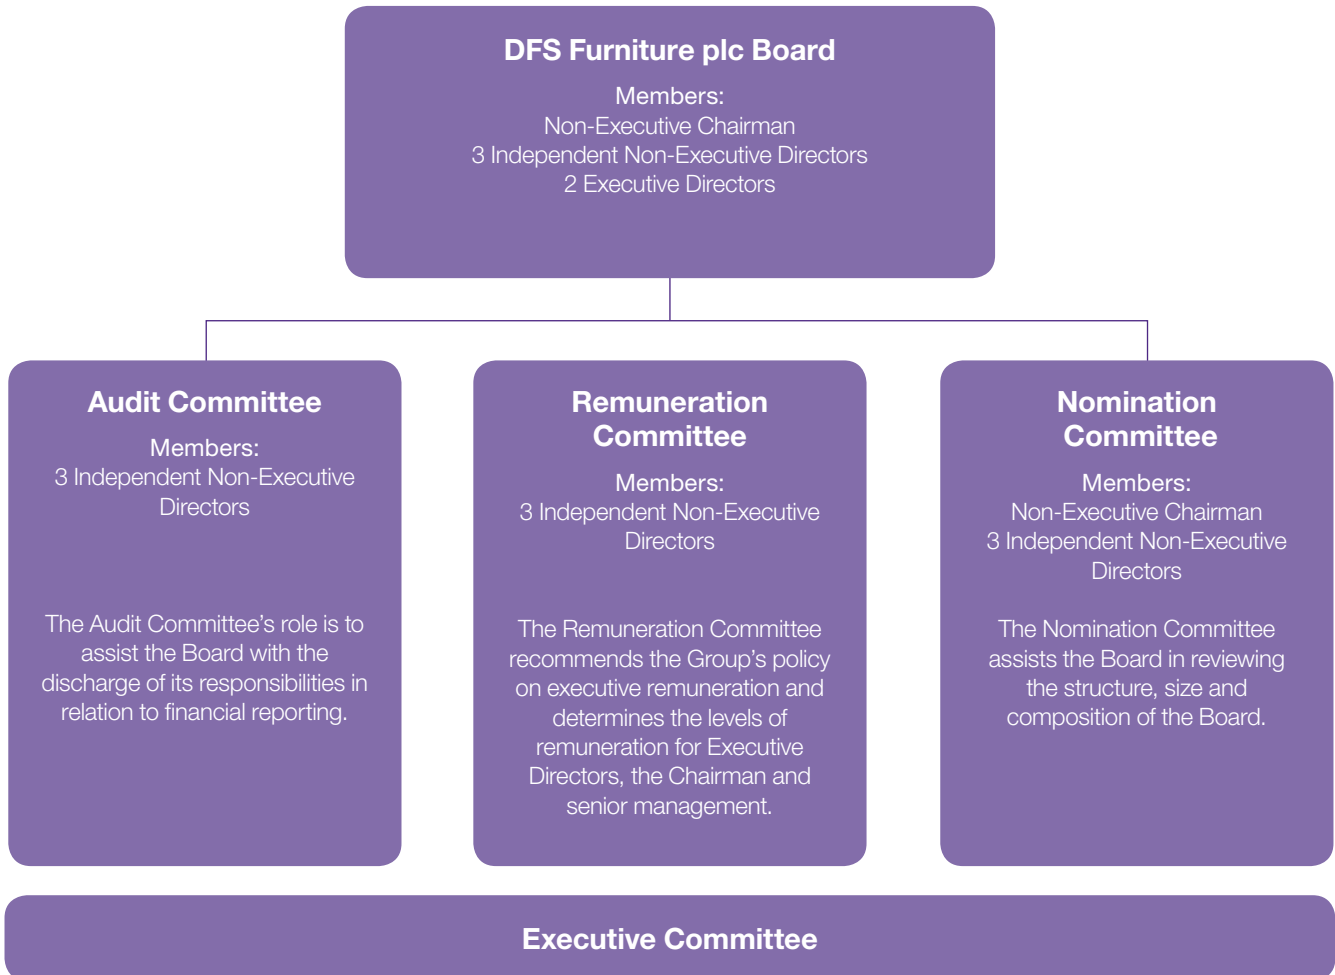 DFS Furniture plc Board
Members:
Non-Executive Chairman
3 Independent Non-Executive Directors
2 Executive Directors
Audit Committee
Members:
3 Independent Non-Executive
Directors
The Audit Committee’s role is to
assist the Board with the
discharge of its responsibilities in
relation to financial reporting.
Remuneration
Committee
Members:
3 Independent Non-Executive
Directors
The Remuneration Committee
recommends the Group’s policy
on executive remuneration and
determines the levels of
remuneration for Executive
Directors, the Chairman and
senior management.
Nomination
Committee
Members:
Non-Executive Chairman
3 Independent Non-Executive
Directors
The Nomination Committee
assists the Board in reviewing
the structure, size and
composition of the Board.
Executive Committee